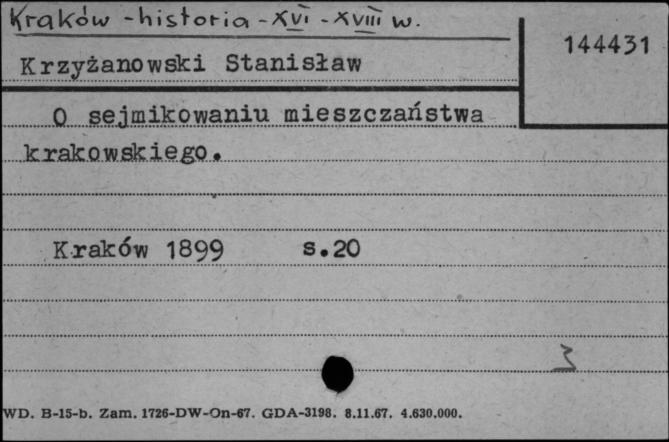 Kraków - historia - XVI - XVIII w.
144431
Krzyżanowski Stanisław
O sejmikowaniu mieszczaństwa
krakowskiego.
Kraków 1899 s.20
3
WD. B-15-b. Zam. 1726-DW-On-67. GDA-3198. 8.11.67. 4.630.000.